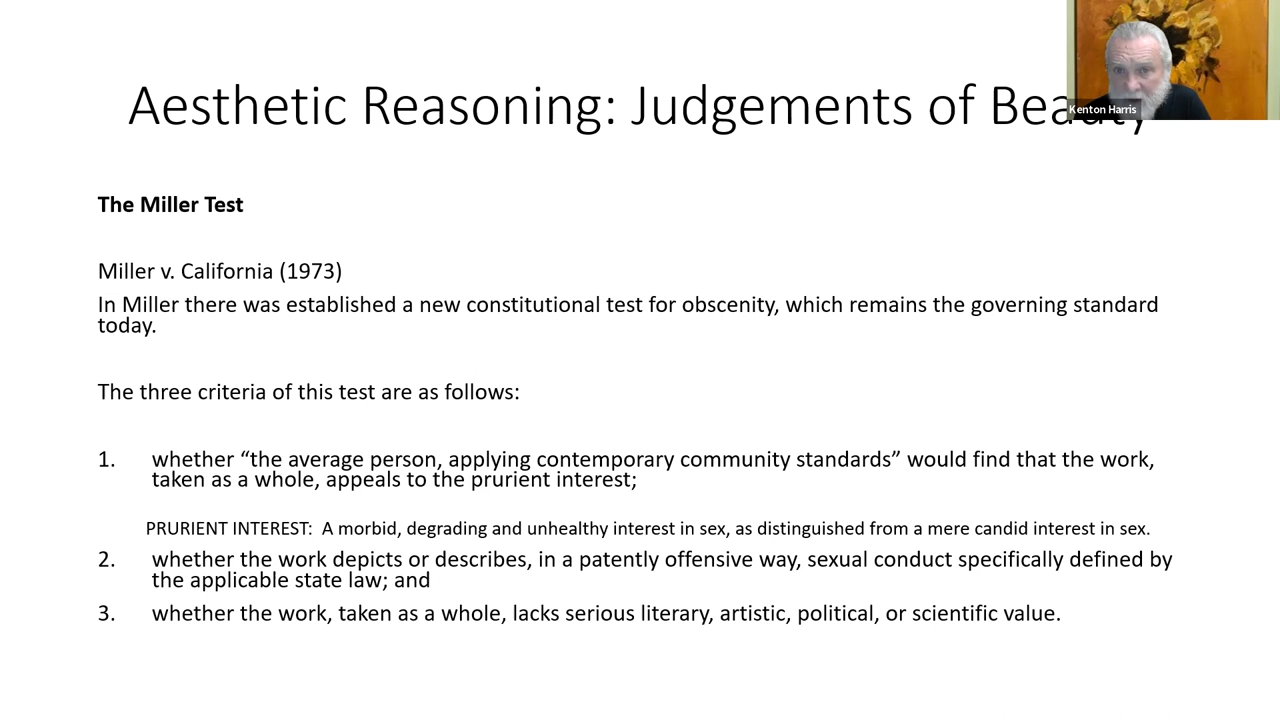 Aesthetic Reasoning: Judgements of Beauty
Kenton Harris
The Miller Test
Miller v. California (1973)
In Miller there was established a new constitutional test for obscenity, which remains the governing standard
today.
The three criteria of this test are as follows:
1. whether “the average person, applying contemporary community standards” would find that the work,
taken as a whole, appeals to the prurient interest;
PRURIENT INTEREST: A morbid, degrading and unhealthy interest in sex, as distinguished from a mere candid interest in sex.
2. whether the work depicts or describes, in a patently offensive way, sexual conduct specifically defined by
the applicable state law; and
3. whether the work, taken as a whole, lacks serious literary, artistic, political, or scientific value.